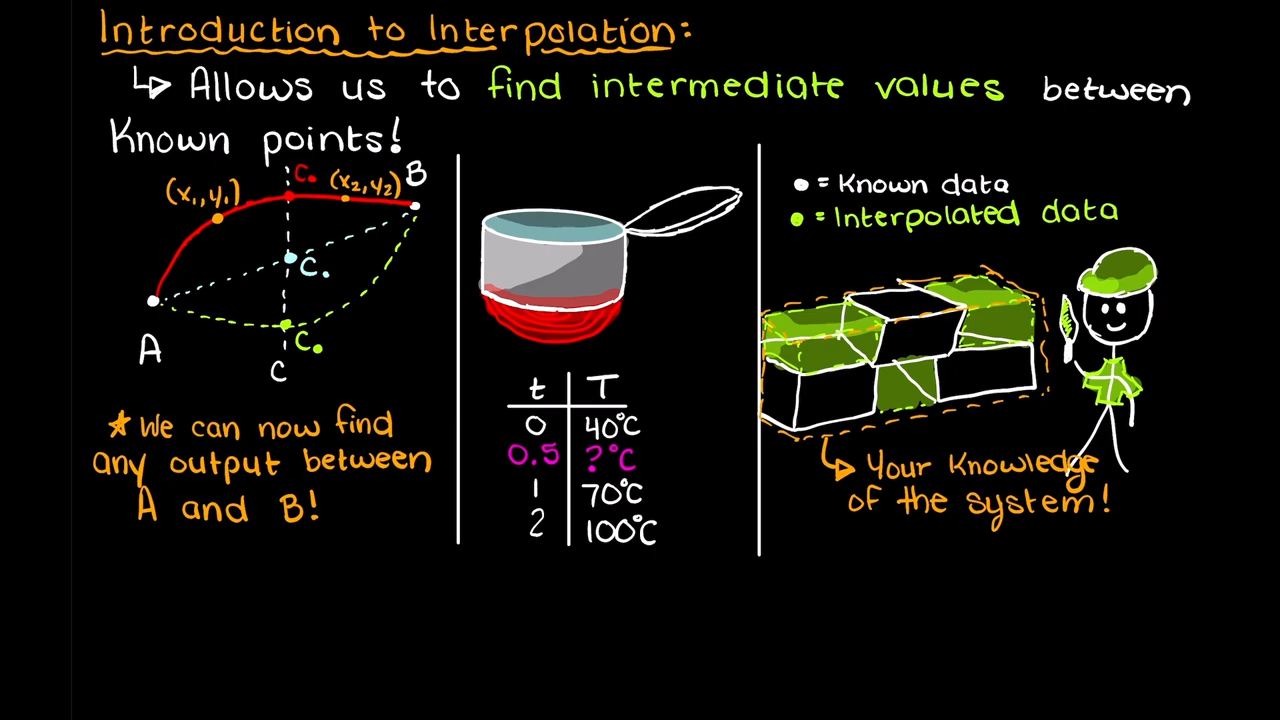 Introduction to Interpolation:
↳ Allows us to find intermediate values between
Known points!
(x₁,y₁)
C.
(x₂,y₂)
B
C.
C.
A
C
* We can now find
any output between
A and B!
t T
0 40°C
0.5 ?°C
1 70°C
2 100°C
= Known data
= Interpolated data
↳ Your Knowledge
of the system!